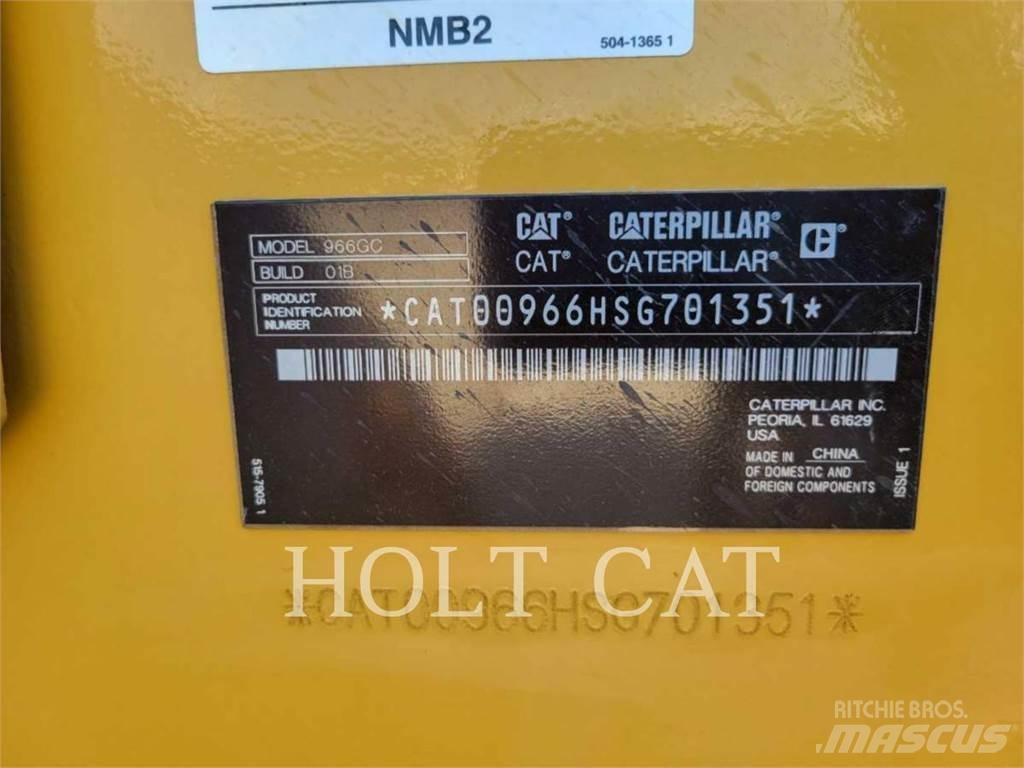 NMB2
504-1365 1
CAT® CATERPILLAR® C®
CAT® CATERPILLAR®
MODEL 966GC
BUILD 01B
PRODUCT
IDENTIFICATION
NUMBER
*CAT00966HSG701351*
CATERPILLAR INC.
PEORIA, IL 61629
USA
MADE IN CHINA
OF DOMESTIC AND
FOREIGN COMPONENTS
ISSUE 1
515-7905 1
HOLT CAT
*CAT00966HSG701351*
RITCHIE BROS.
MASCUS